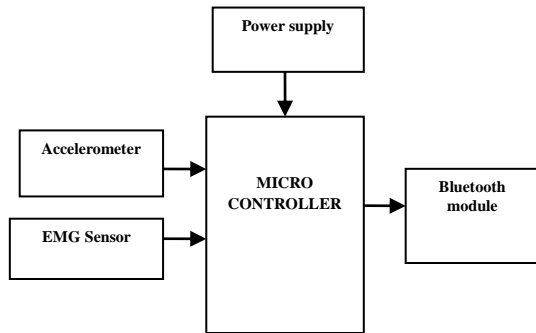 Power supply
Accelerometer
EMG Sensor
MICRO
CONTROLLER
Bluetooth
module